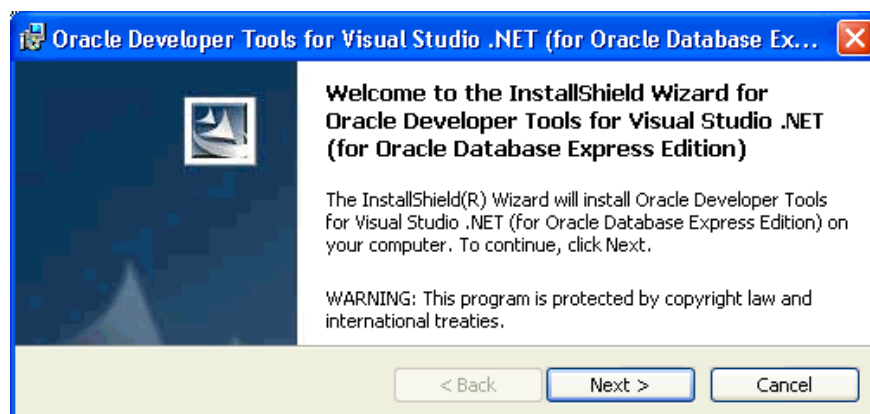 Oracle Developer Tools for Visual Studio .NET (for Oracle Database Ex...
Welcome to the InstallShield Wizard for
Oracle Developer Tools for Visual Studio .NET
(for Oracle Database Express Edition)
The InstallShield(R) Wizard will install Oracle Developer Tools
for Visual Studio .NET (for Oracle Database Express Edition) on
your computer. To continue, click Next.
WARNING: This program is protected by copyright law and
international treaties.
< Back
Next >
Cancel